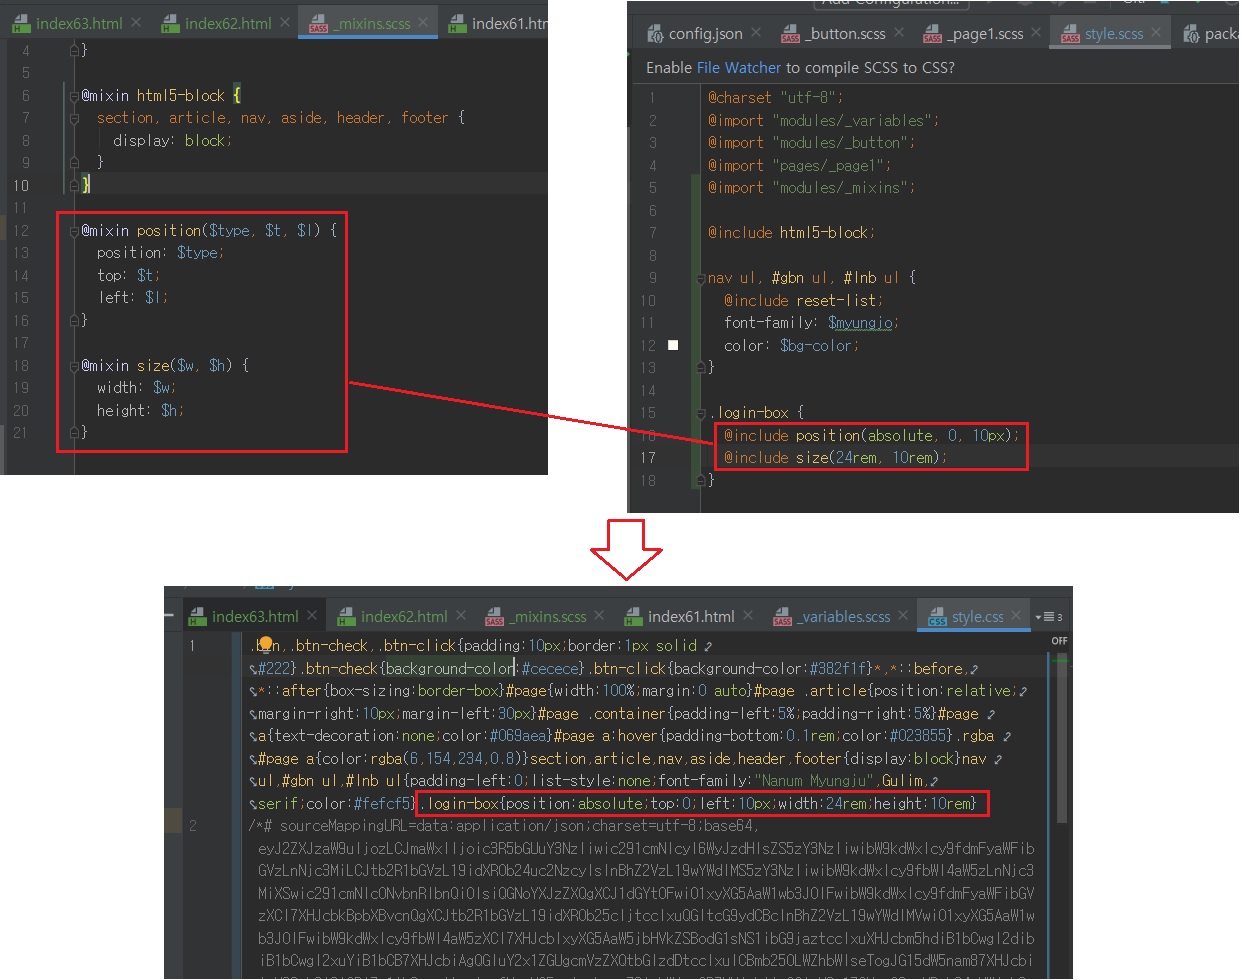 index63.html
index62.html
_mixins.scss
index61.htm
4 }
5
6 @mixin html5-block {
7 section, article, nav, aside, header, footer {
8 display: block;
9 }
10 }
11
12 @mixin position($type, $t, $l) {
13 position: $type;
14 top: $t;
15 left: $l;
16 }
17
18 @mixin size($w, $h) {
19 width: $w;
20 height: $h;
21 }
Add Configuration...
config.json
_button.scss
_page1.scss
style.scss
packa
Enable File Watcher to compile SCSS to CSS?
1 @charset "utf-8";
2 @import "modules/_variables";
3 @import "modules/_button";
4 @import "pages/_page1";
5 @import "modules/_mixins";
6
7 @include html5-block;
8
9 nav ul, #gbn ul, #lnb ul {
10 @include reset-list;
11 font-family: $myungjo;
12 color: $bg-color;
13 }
14
15 .login-box {
16 @include position(absolute, 0, 10px);
17 @include size(24rem, 10rem);
18 }
index63.html
index62.html
_mixins.scss
index61.html
_variables.scss
style.css
3
OFF
1 .btn,.btn-check,.btn-click{padding:10px;border:1px solid
#222}.btn-check{background-color:#cecece}.btn-click{background-color:#382f1f}*,*::before,
*::after{box-sizing:border-box}#page{width:100%;margin:0 auto}#page .article{position:relative;
margin-right:10px;margin-left:30px}#page .container{padding-left:5%;padding-right:5%}#page
a{text-decoration:none;color:#069aea}#page a:hover{padding-bottom:0.1rem;color:#023855}.rgba
#page a{color:rgba(6,154,234,0.8)}section,article,nav,aside,header,footer{display:block}nav
ul,#gbn ul,#lnb ul{padding-left:0;list-style:none;font-family:"Nanum Myungju",Gulim,
serif;color:#fefcf5}.login-box{position:absolute;top:0;left:10px;width:24rem;height:10rem}
2 /*# sourceMappingURL=data:application/json;charset=utf-8;base64,